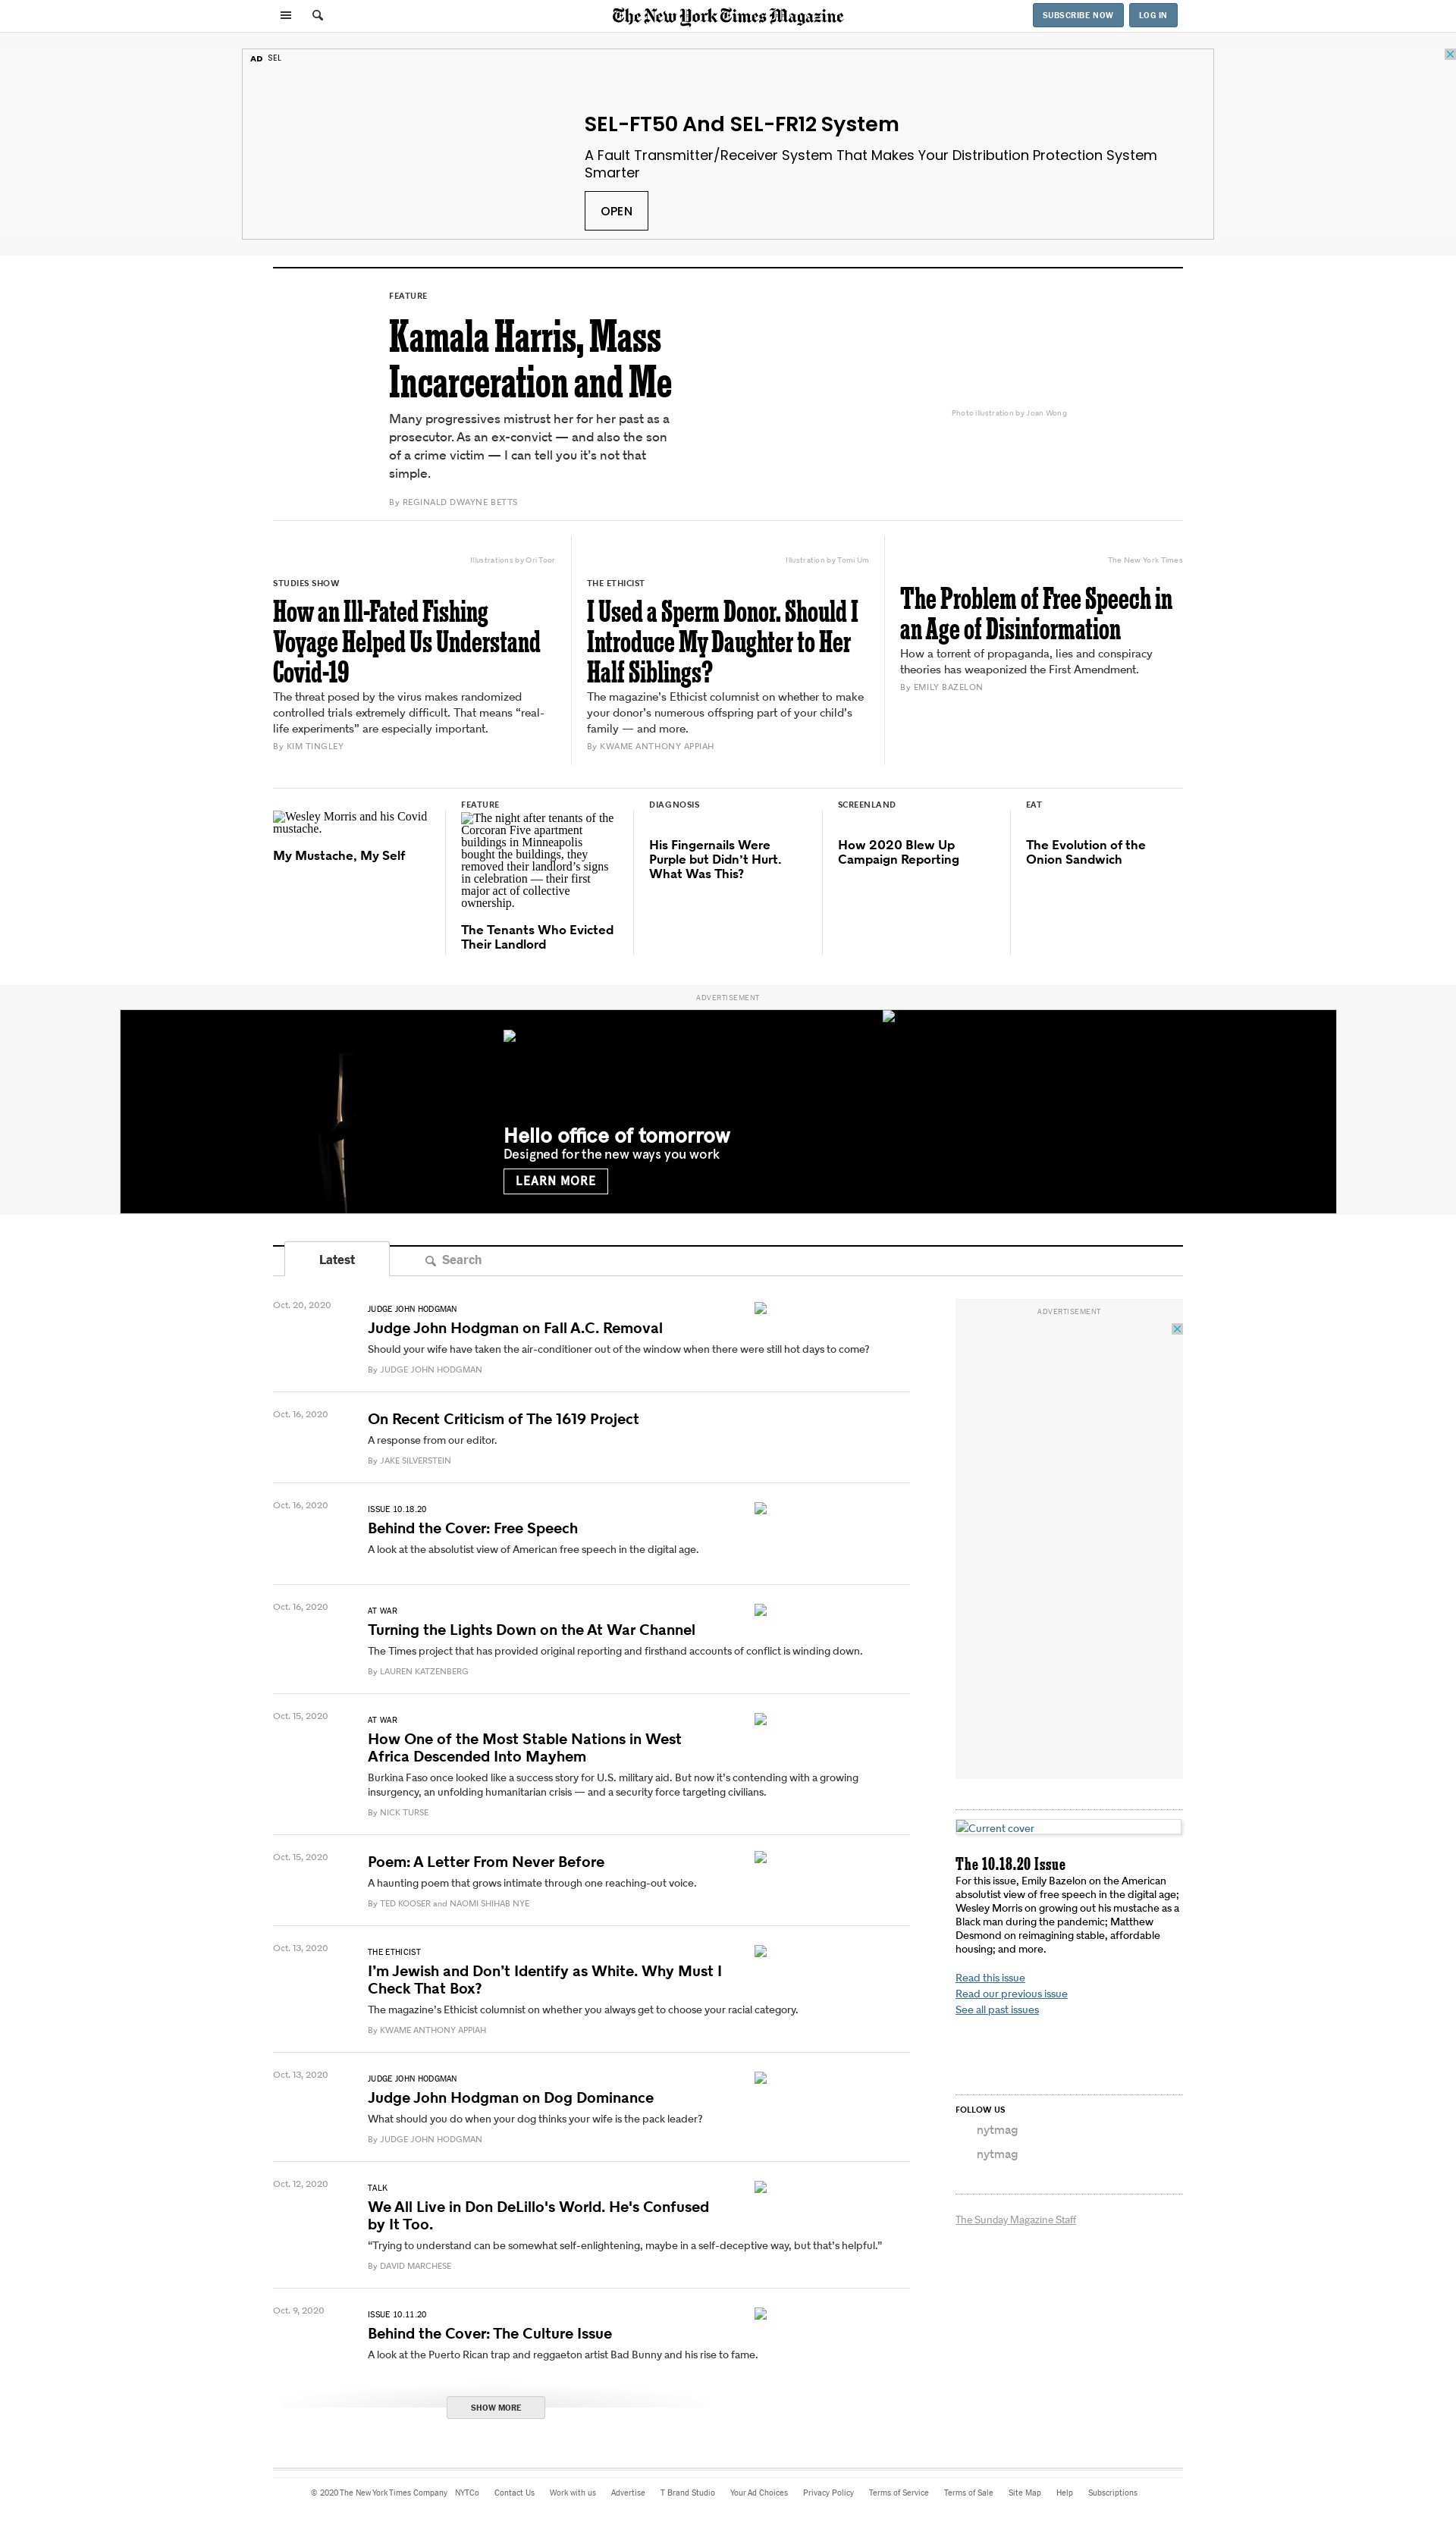 The New York Times Magazine
SUBSCRIBE NOW
LOG IN
AD SEL
SEL-FT50 And SEL-FR12 System
A Fault Transmitter/Receiver System That Makes Your Distribution Protection System
Smarter
OPEN
FEATURE
Kamala Harris, Mass
Incarceration and Me
Many progressives mistrust her for her past as a
prosecutor. As an ex-convict — and also the son
of a crime victim — I can tell you it's not that
simple.
By REGINALD DWAYNE BETTS
Photo illustration by Joan Wong
Illustrations by Ori Toor
STUDIES SHOW
How an Ill-Fated Fishing
Voyage Helped Us Understand
Covid-19
The threat posed by the virus makes randomized
controlled trials extremely difficult. That means “real-
life experiments” are especially important.
By KIM TINGLEY
Illustration by Tomi Um
THE ETHICIST
I Used a Sperm Donor. Should I
Introduce My Daughter to Her
Half Siblings?
The magazine’s Ethicist columnist on whether to make
your donor’s numerous offspring part of your child’s
family — and more.
By KWAME ANTHONY APPIAH
The New York Times
The Problem of Free Speech in
an Age of Disinformation
How a torrent of propaganda, lies and conspiracy
theories has weaponized the First Amendment.
By EMILY BAZELON
Wesley Morris and his Covid
mustache.
My Mustache, My Self
FEATURE
The night after tenants of the
Corcoran Five apartment
buildings in Minneapolis
bought the buildings, they
removed their landlord’s signs
in celebration — their first
major act of collective
ownership.
The Tenants Who Evicted
Their Landlord
DIAGNOSIS
His Fingernails Were
Purple but Didn’t Hurt.
What Was This?
SCREENLAND
How 2020 Blew Up
Campaign Reporting
EAT
The Evolution of the
Onion Sandwich
ADVERTISEMENT
Hello office of tomorrow
Designed for the new ways you work
LEARN MORE
Latest
Search
Oct. 20, 2020
JUDGE JOHN HODGMAN
Judge John Hodgman on Fall A.C. Removal
Should your wife have taken the air-conditioner out of the window when there were still hot days to come?
By JUDGE JOHN HODGMAN
Oct. 16, 2020
On Recent Criticism of The 1619 Project
A response from our editor.
By JAKE SILVERSTEIN
Oct. 16, 2020
ISSUE 10.18.20
Behind the Cover: Free Speech
A look at the absolutist view of American free speech in the digital age.
Oct. 16, 2020
AT WAR
Turning the Lights Down on the At War Channel
The Times project that has provided original reporting and firsthand accounts of conflict is winding down.
By LAUREN KATZENBERG
Oct. 15, 2020
AT WAR
How One of the Most Stable Nations in West
Africa Descended Into Mayhem
Burkina Faso once looked like a success story for U.S. military aid. But now it’s contending with a growing
insurgency, an unfolding humanitarian crisis — and a security force targeting civilians.
By NICK TURSE
Oct. 15, 2020
Poem: A Letter From Never Before
A haunting poem that grows intimate through one reaching-out voice.
By TED KOOSER and NAOMI SHIHAB NYE
Oct. 13, 2020
THE ETHICIST
I’m Jewish and Don’t Identify as White. Why Must I
Check That Box?
The magazine’s Ethicist columnist on whether you always get to choose your racial category.
By KWAME ANTHONY APPIAH
Oct. 13, 2020
JUDGE JOHN HODGMAN
Judge John Hodgman on Dog Dominance
What should you do when your dog thinks your wife is the pack leader?
By JUDGE JOHN HODGMAN
Oct. 12, 2020
TALK
We All Live in Don DeLillo's World. He's Confused
by It Too.
“Trying to understand can be somewhat self-enlightening, maybe in a self-deceptive way, but that’s helpful.”
By DAVID MARCHESE
Oct. 9, 2020
ISSUE 10.11.20
Behind the Cover: The Culture Issue
A look at the Puerto Rican trap and reggaeton artist Bad Bunny and his rise to fame.
SHOW MORE
ADVERTISEMENT
Current cover
The 10.18.20 Issue
For this issue, Emily Bazelon on the American
absolutist view of free speech in the digital age;
Wesley Morris on growing out his mustache as a
Black man during the pandemic; Matthew
Desmond on reimagining stable, affordable
housing; and more.
Read this issue
Read our previous issue
See all past issues
FOLLOW US
nytmag
nytmag
The Sunday Magazine Staff
© 2020 The New York Times Company NYTCo Contact Us Work with us Advertise T Brand Studio Your Ad Choices Privacy Policy Terms of Service Terms of Sale Site Map Help Subscriptions